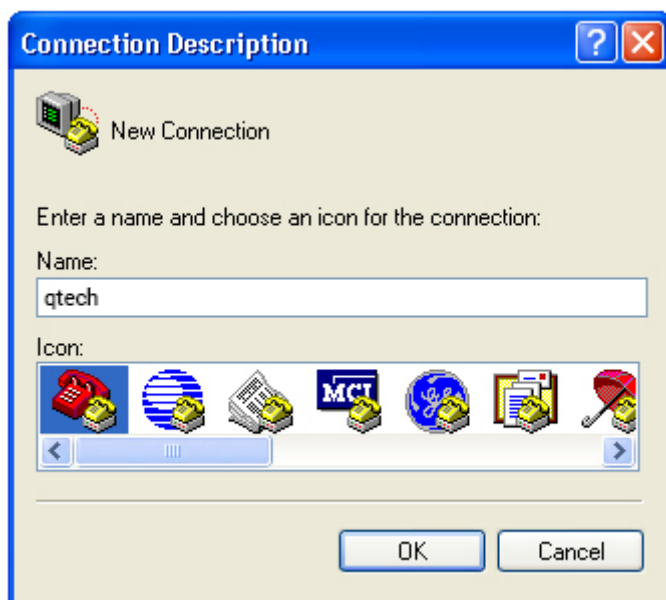 Connection Description
New Connection
Enter a name and choose an icon for the connection:
Name:
qtech
Icon:
MCI
OK
Cancel